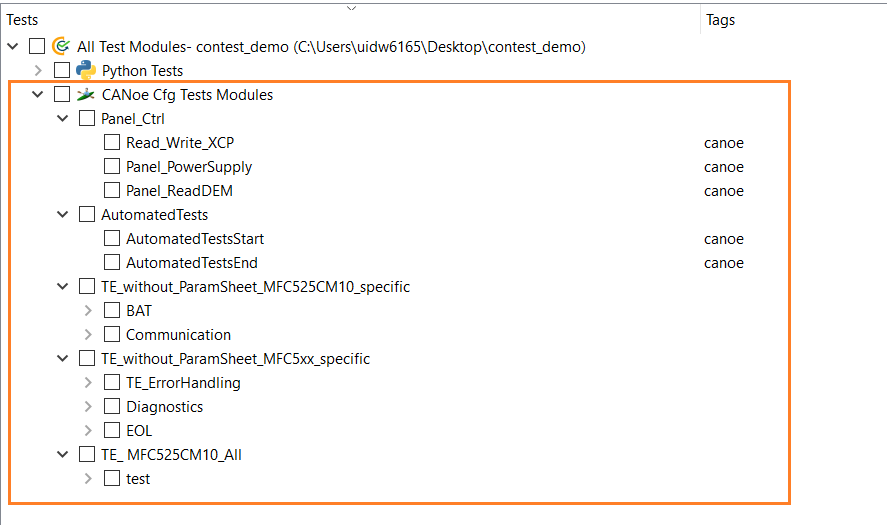 Tests Tags
All Test Modules- contest_demo (C:\Users\uidw6165\Desktop\contest_demo)
Python Tests
CANoe Cfg Tests Modules
Panel_Ctrl
Read_Write_XCP canoe
Panel_PowerSupply canoe
Panel_ReadDEM canoe
AutomatedTests
AutomatedTestsStart canoe
AutomatedTestsEnd canoe
TE_without_ParamSheet_MFC525CM10_specific
BAT
Communication
TE_without_ParamSheet_MFC5xx_specific
TE_ErrorHandling
Diagnostics
EOL
TE_ MFC525CM10_All
test